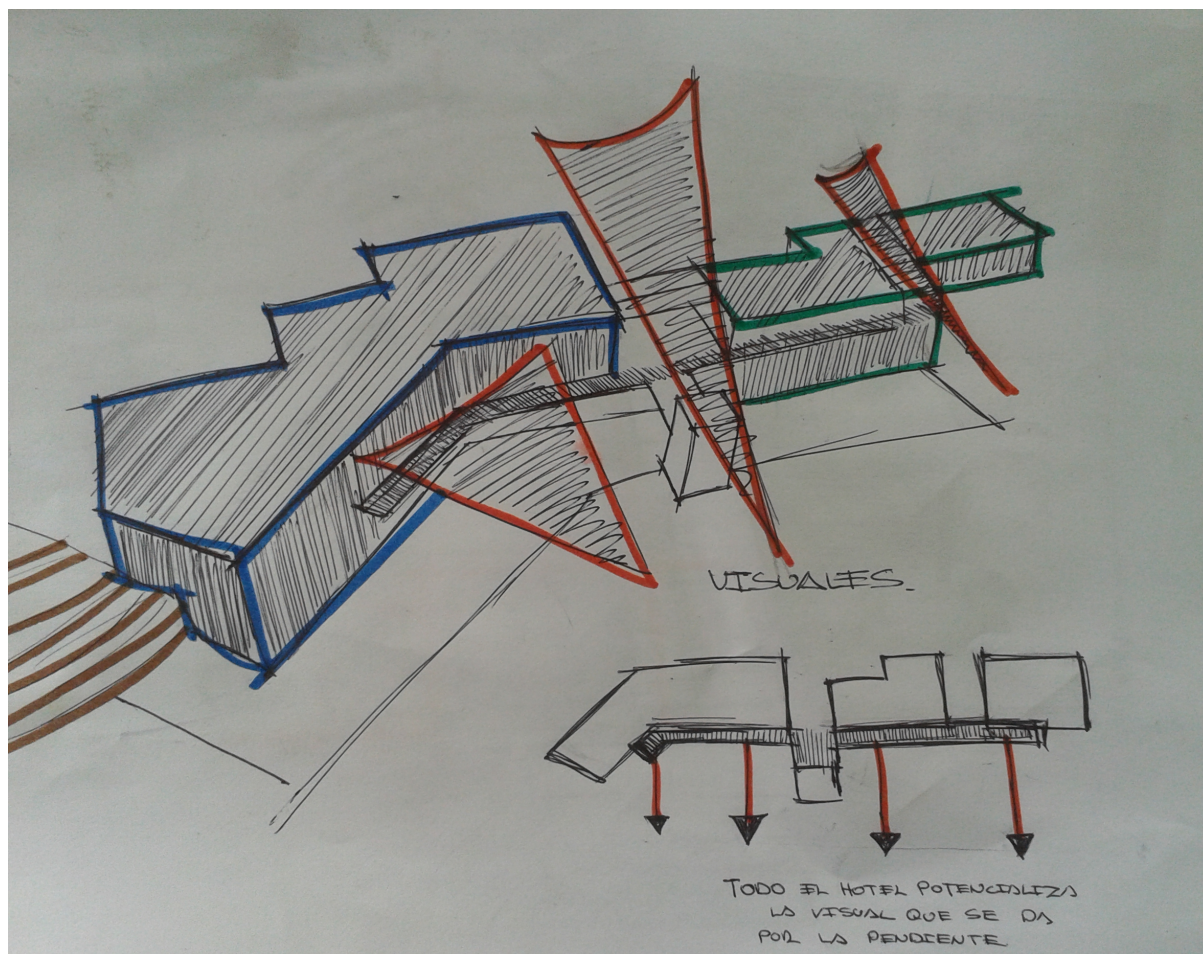 VISUALES.
TODO EL HOTEL POTENCIALIZA
LA VISUAL QUE SE DA
POR LA PENDIENTE